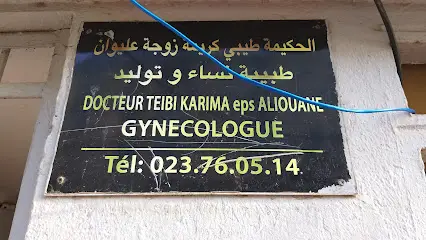 الحكيمة طيبي كريمة زوجة عليوان
طبيبة نساء و توليد
DOCTEUR TEIBI KARIMA eps ALIOUANE
GYNECOLOGUE
Tél: 023.76.05.14